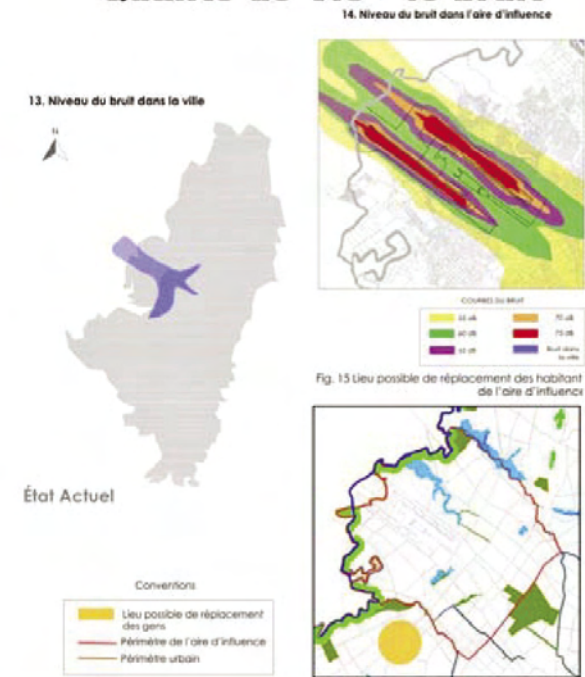 14. Niveau du bruit dans l'aire d'influence
13. Niveau du bruit dans la ville
N
COURBES DU BRUIT
55 dB
70 dB
60 dB
75 dB
65 dB
Bruit dans
la ville
Fig. 15 Lieu possible de réplacement des habitant
de l'aire d'influence
État Actuel
Conventions
Lieu possible de réplacement
des gens
Périmètre de l'aire d'influence
Périmètre urbain